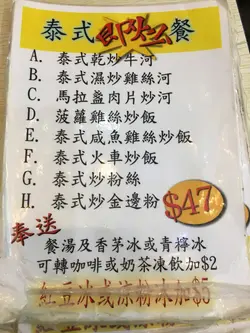 泰式即炒餐
A. 泰式乾炒牛河
B. 泰式濕炒雞絲河
C. 馬拉盞肉片炒河
D. 菠蘿雞絲炒飯
E. 泰式咸魚雞絲炒飯
F. 泰式火車炒飯
G. 泰式炒粉絲
H. 泰式炒金邊粉
$47
奉送
餐湯及香茅冰或青檸冰
可轉咖啡或奶茶凍飲加$2
紅豆冰或涼粉冰加$5